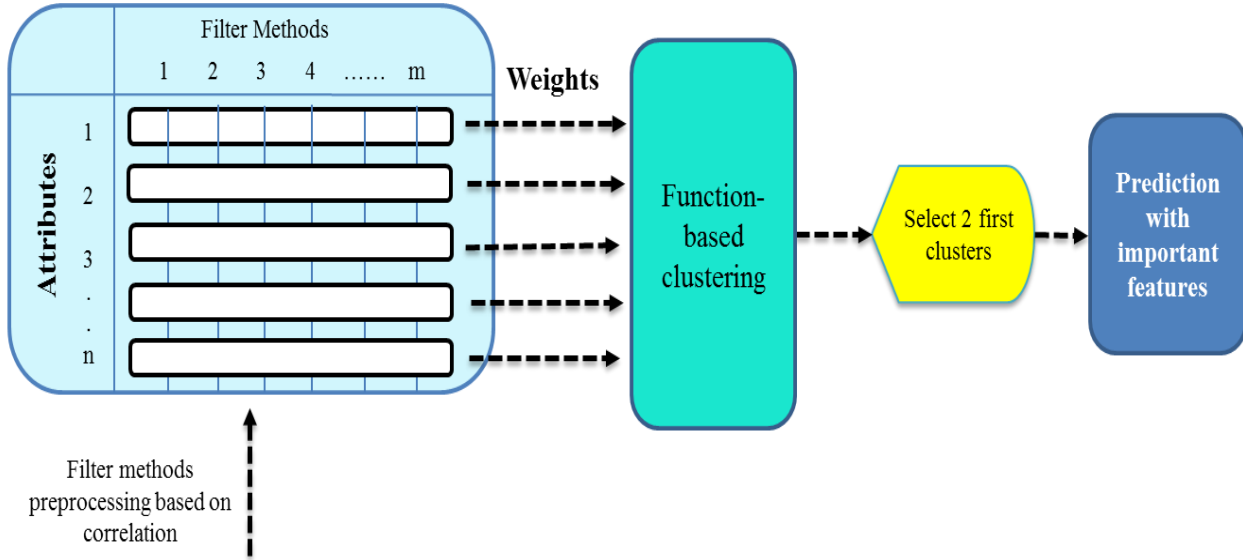 Filter Methods
1 2 3 4 …… m
Weights
Attributes
1
2
3
.
.
n
Function-
based
clustering
Select 2 first
clusters
Prediction
with
important
features
Filter methods
preprocessing based on
correlation